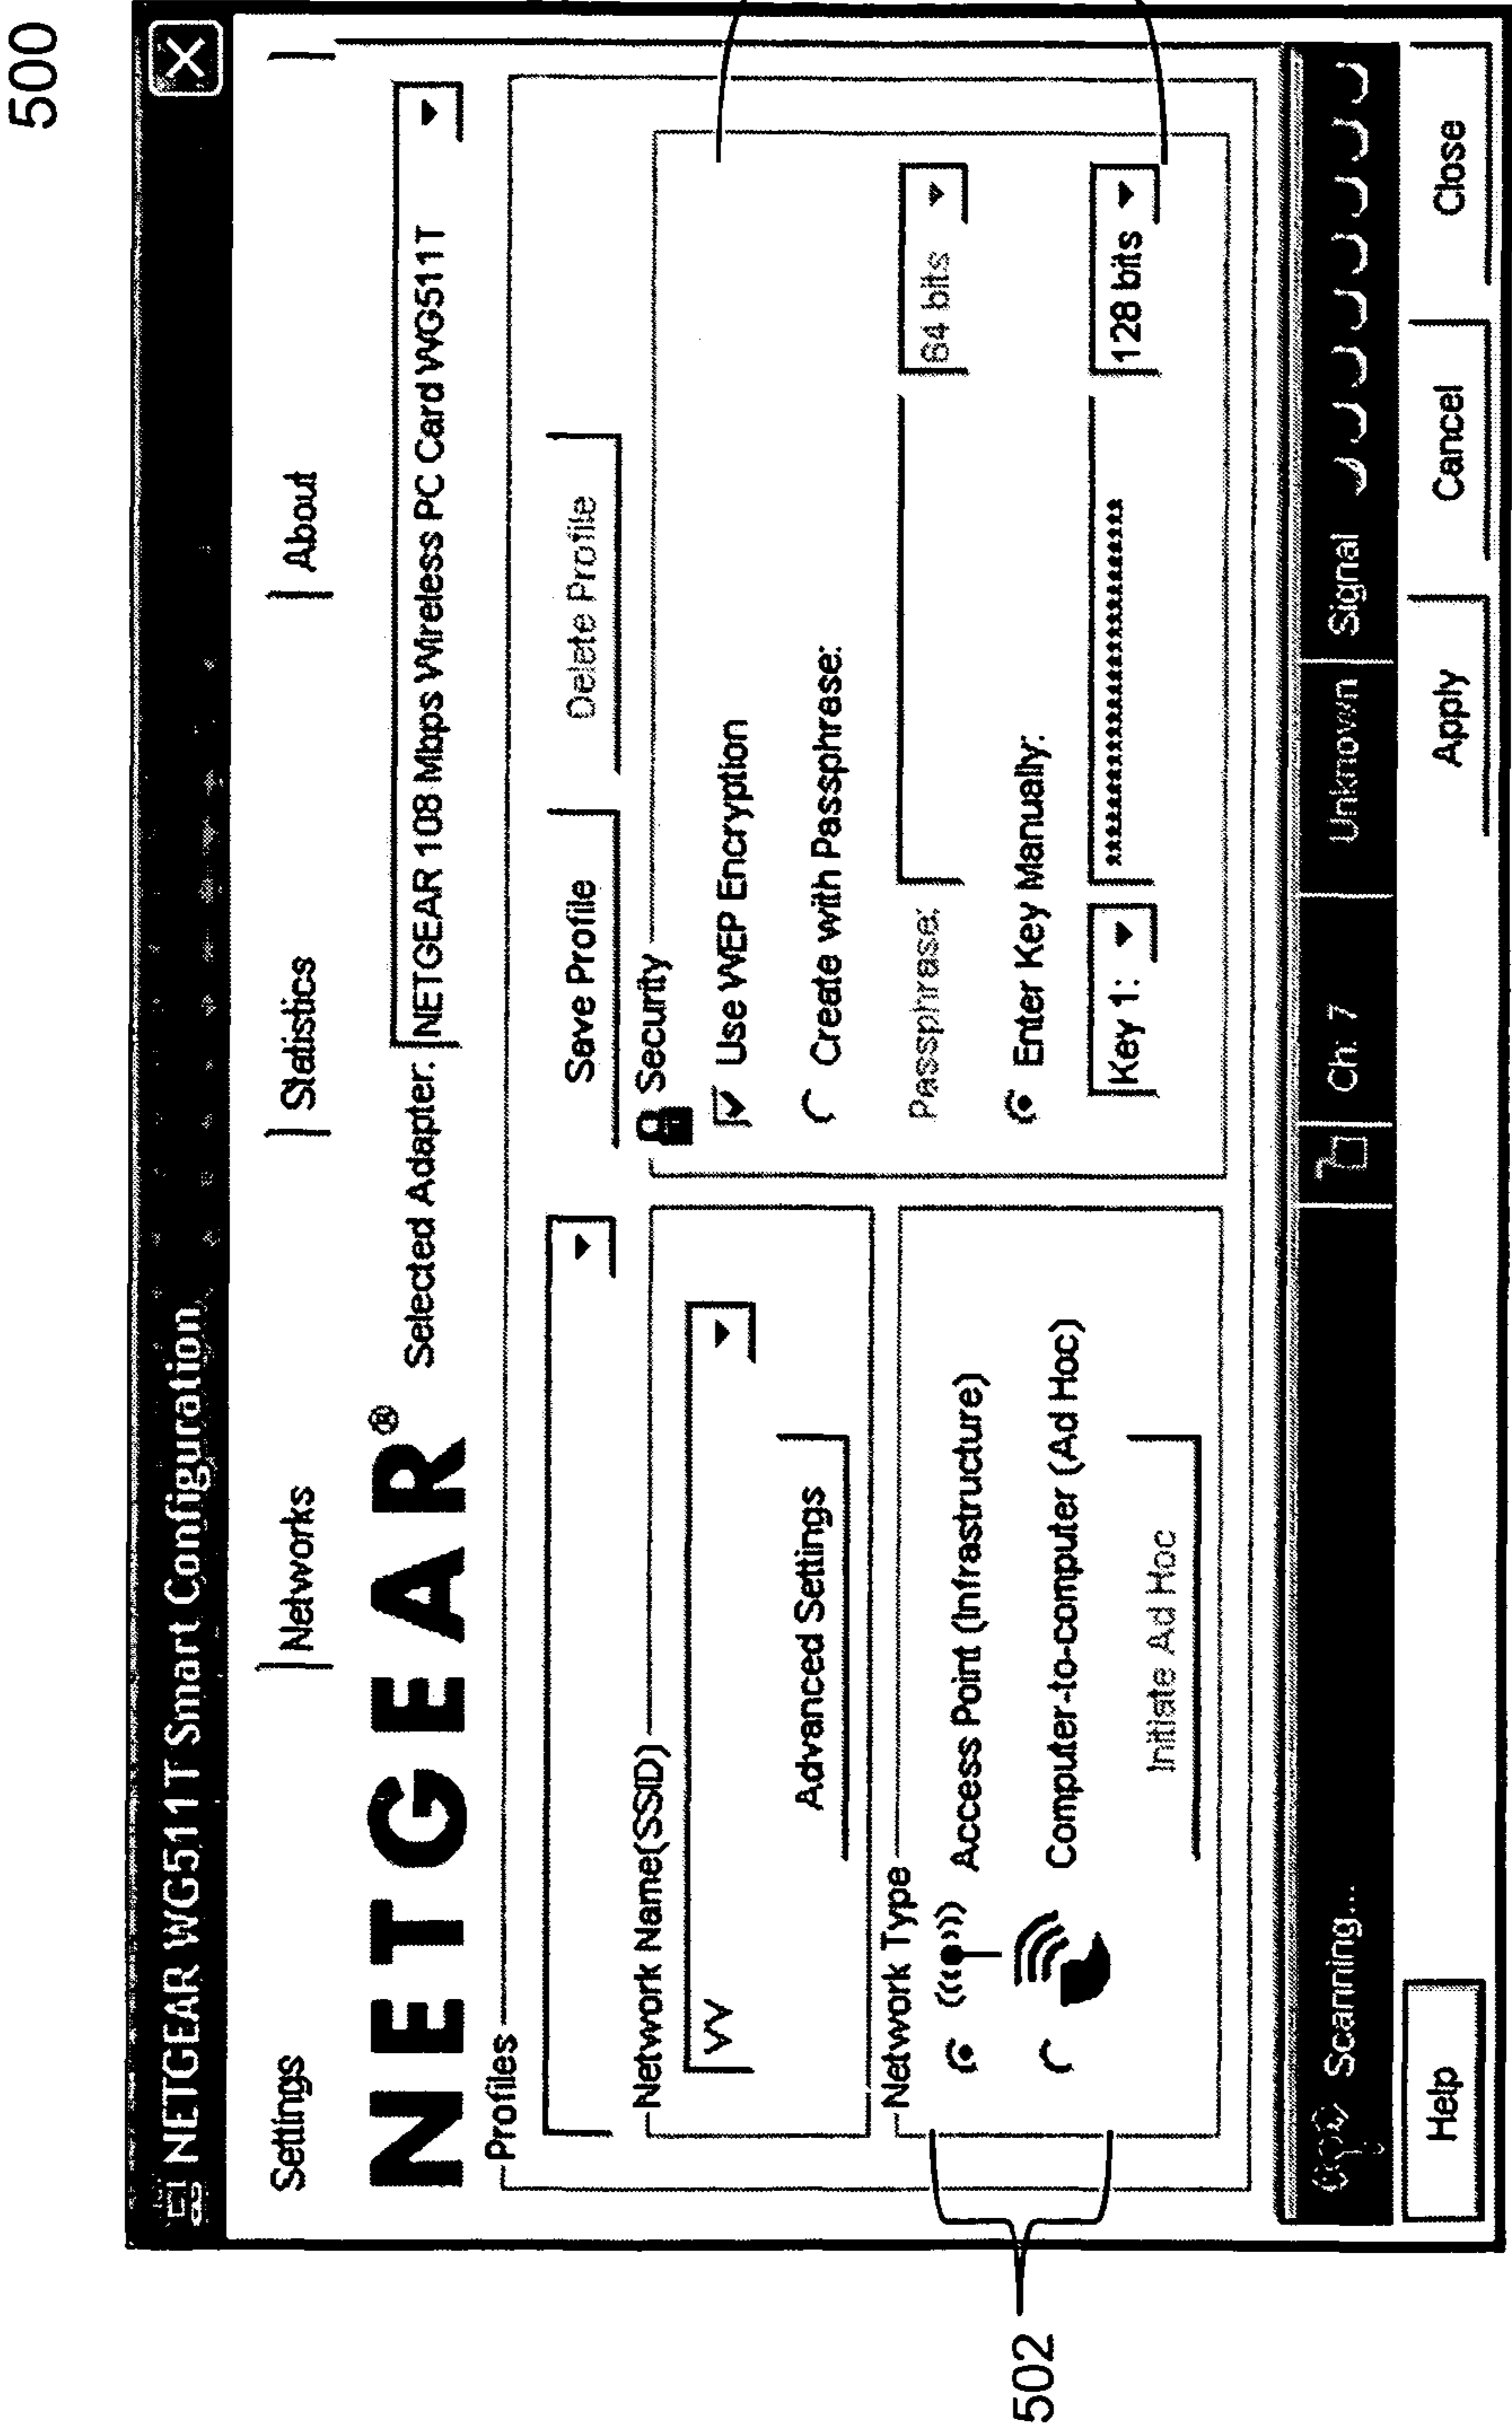 500
NETGEAR WG511T Smart Configuration
Settings Networks Statistics About
NETGEAR® Selected Adapter: NETGEAR 108 Mbps Wireless PC Card WG511T
Profiles
Save Profile Delete Profile
Network Name(SSID)
VV
Advanced Settings
Security
Use WEP Encryption
Create with Passphrase:
Passphrase: 64 bits
Enter Key Manually:
Key 1: ************************** 128 bits
Network Type
Access Point (Infrastructure)
Computer-to-computer (Ad Hoc)
Initiate Ad Hoc
502
Scanning... Ch: 7 Unknown Signal
Help Apply Cancel Close